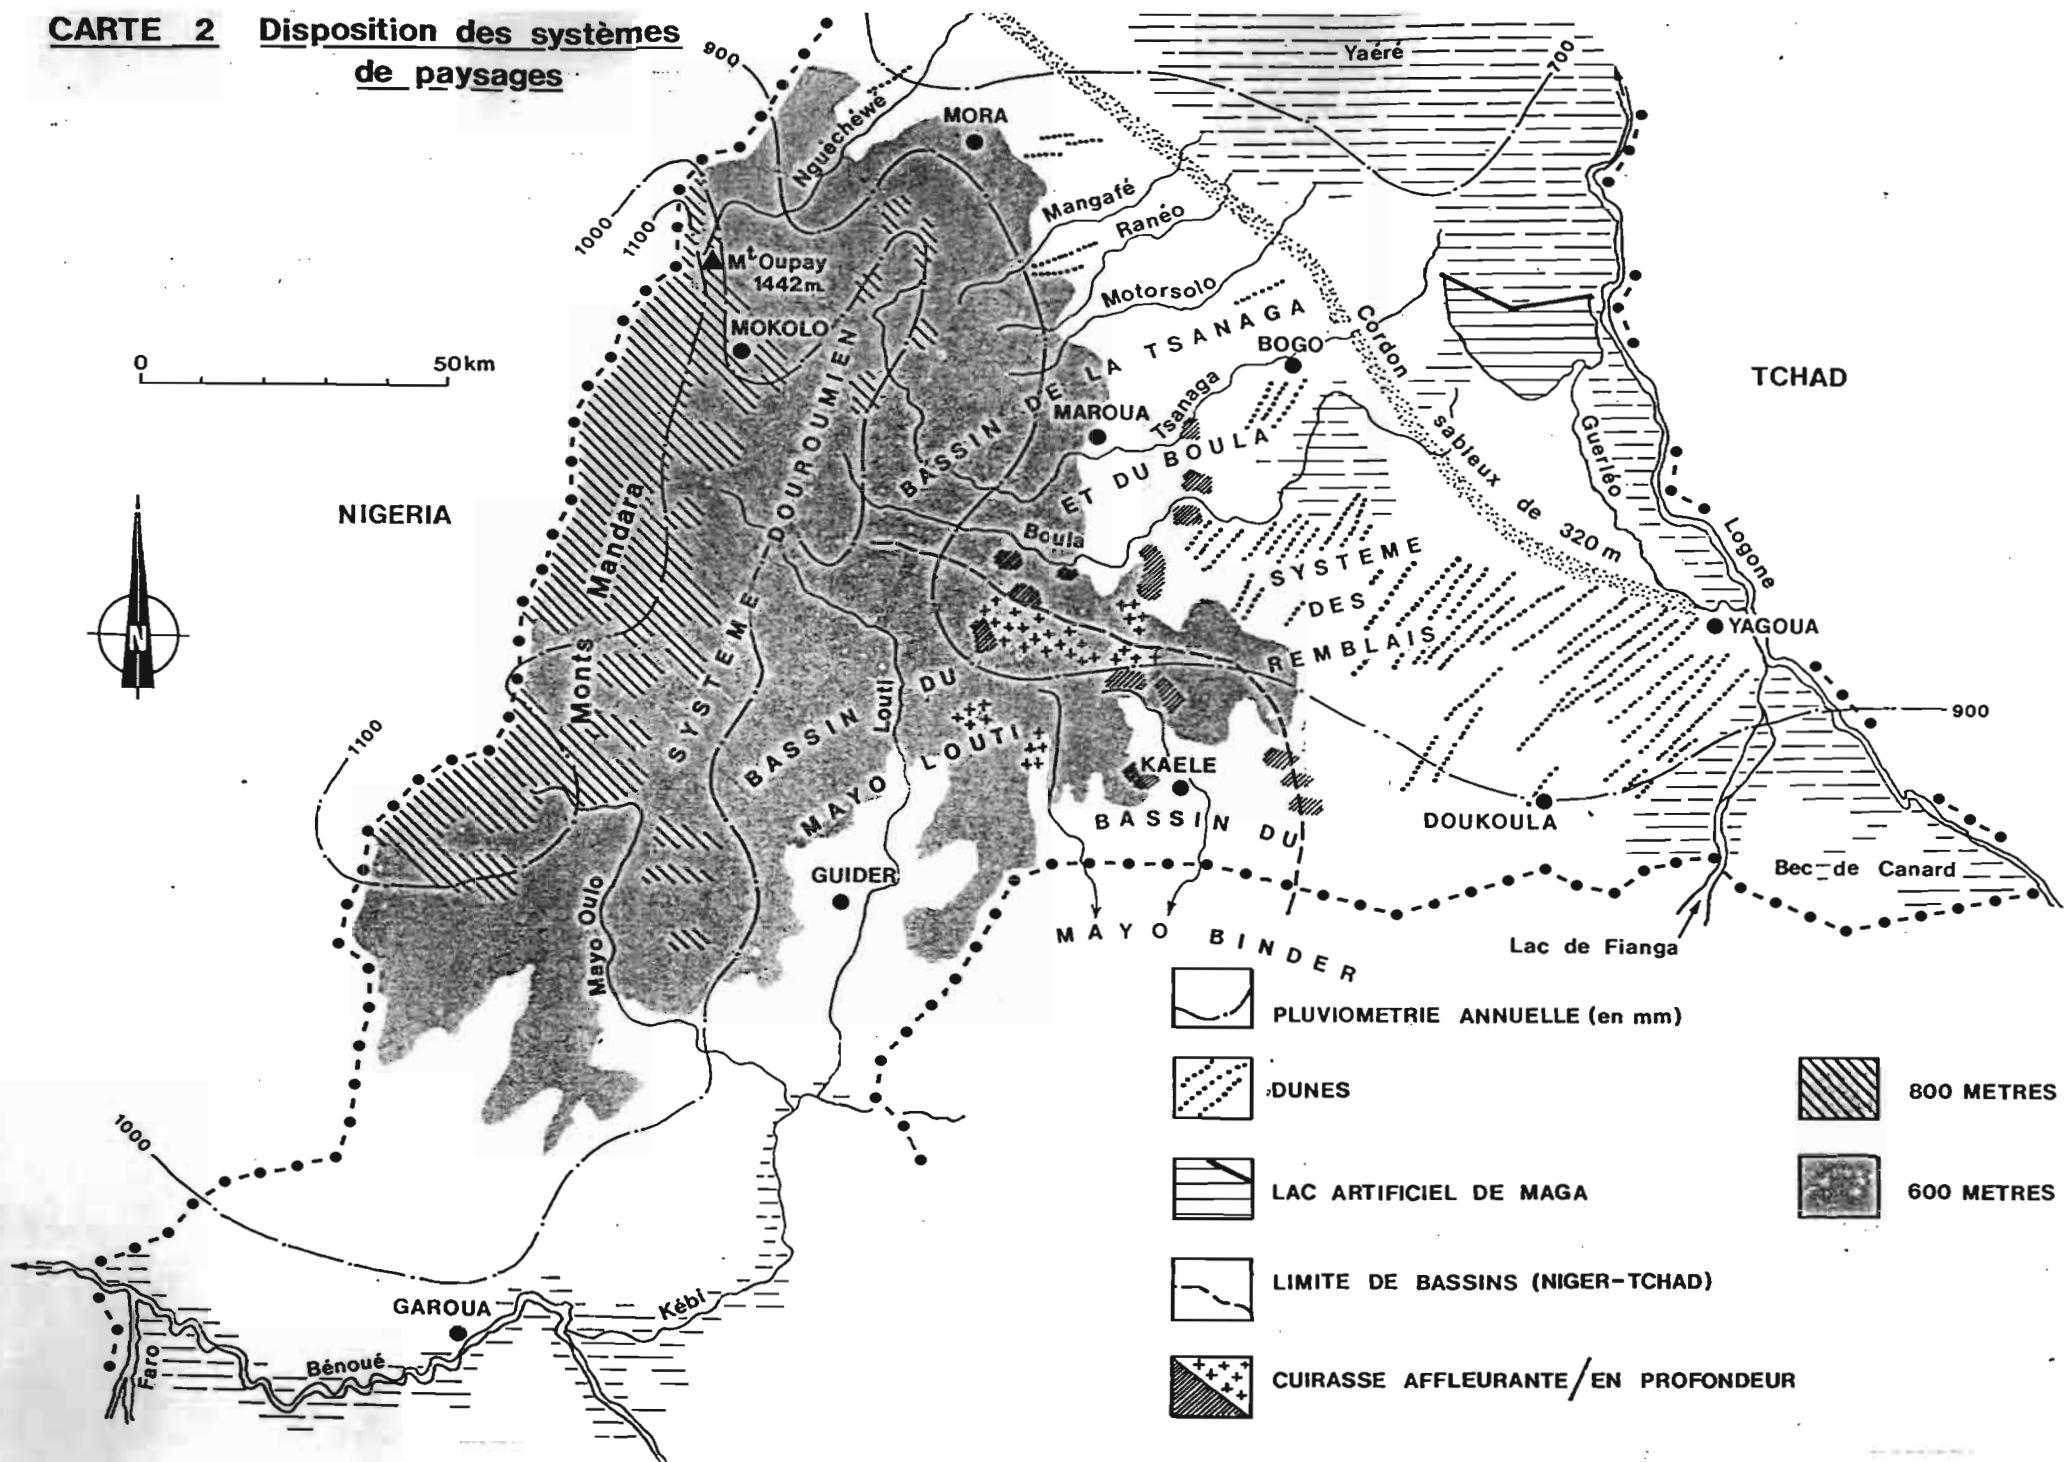 CARTE 2 Disposition des systèmes
de paysages
900
700
Yaéré
Nguéchéwé
MORA
1000
1100
Mangafé
Ranéo
Mt Oupay
1442m.
Motorsolo
MOKOLO
0 50km
BASSIN DE LA TSANAGA
ET DU BOULA
BOGO
Cordon sableux de 320 m
TCHAD
MAROUA
Tsanaga
Guerléo
NIGERIA
Monts Mandara
SYSTEME DOUROUMIEN
Boula
Logone
SYSTEME
DES
REMBLAIS
N
YAGOUA
BASSIN DU
MAYO LOUTI
Louti
900
1100
KAELE
DOUKOULA
BASSIN DU
MAYO BINDER
GUIDER
Bec de Canard
Mayo Oulo
Lac de Fianga
1000
GAROUA
Kébi
Bénoué
Faro
PLUVIOMETRIE ANNUELLE (en mm)
DUNES
800 METRES
LAC ARTIFICIEL DE MAGA
600 METRES
LIMITE DE BASSINS (NIGER-TCHAD)
CUIRASSE AFFLEURANTE/EN PROFONDEUR